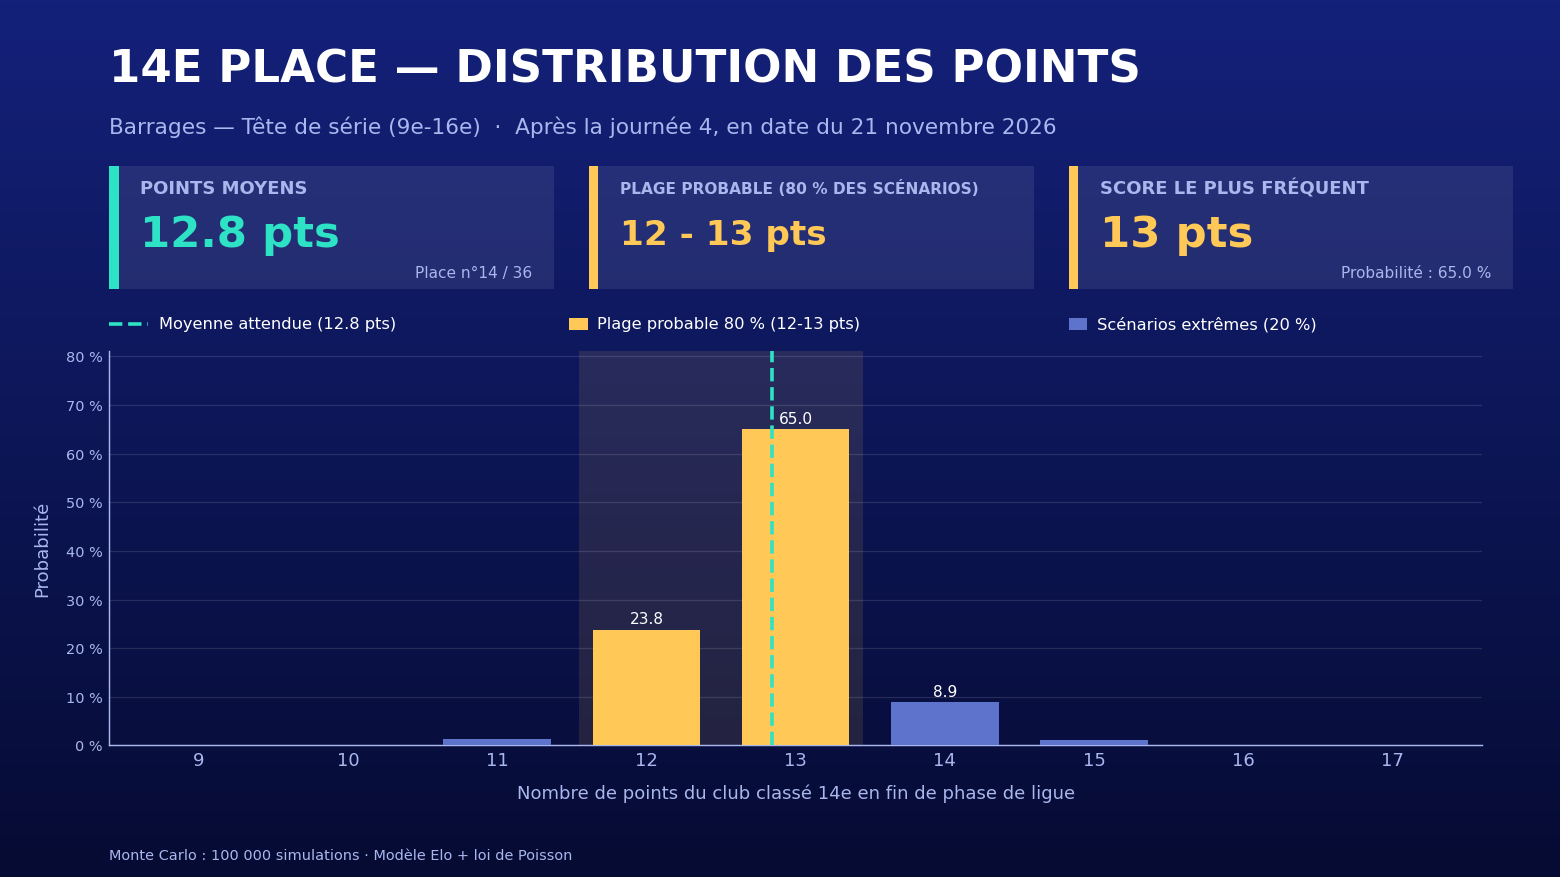 14E PLACE — DISTRIBUTION DES POINTS
Barrages — Tête de série (9e-16e)  ·  Après la journée 4, en date du 21 novembre 2026
POINTS MOYENS
12.8 pts
Place n°14 / 36
PLAGE PROBABLE (80 % DES SCÉNARIOS)
12 - 13 pts
SCORE LE PLUS FRÉQUENT
13 pts
Probabilité : 65.0 %
Moyenne attendue (12.8 pts)
Plage probable 80 % (12-13 pts)
Scénarios extrêmes (20 %)
Probabilité
80 %
70 %
60 %
50 %
40 %
30 %
20 %
10 %
0 %
23.8
65.0
8.9
9 10 11 12 13 14 15 16 17
Nombre de points du club classé 14e en fin de phase de ligue
Monte Carlo : 100 000 simulations · Modèle Elo + loi de Poisson